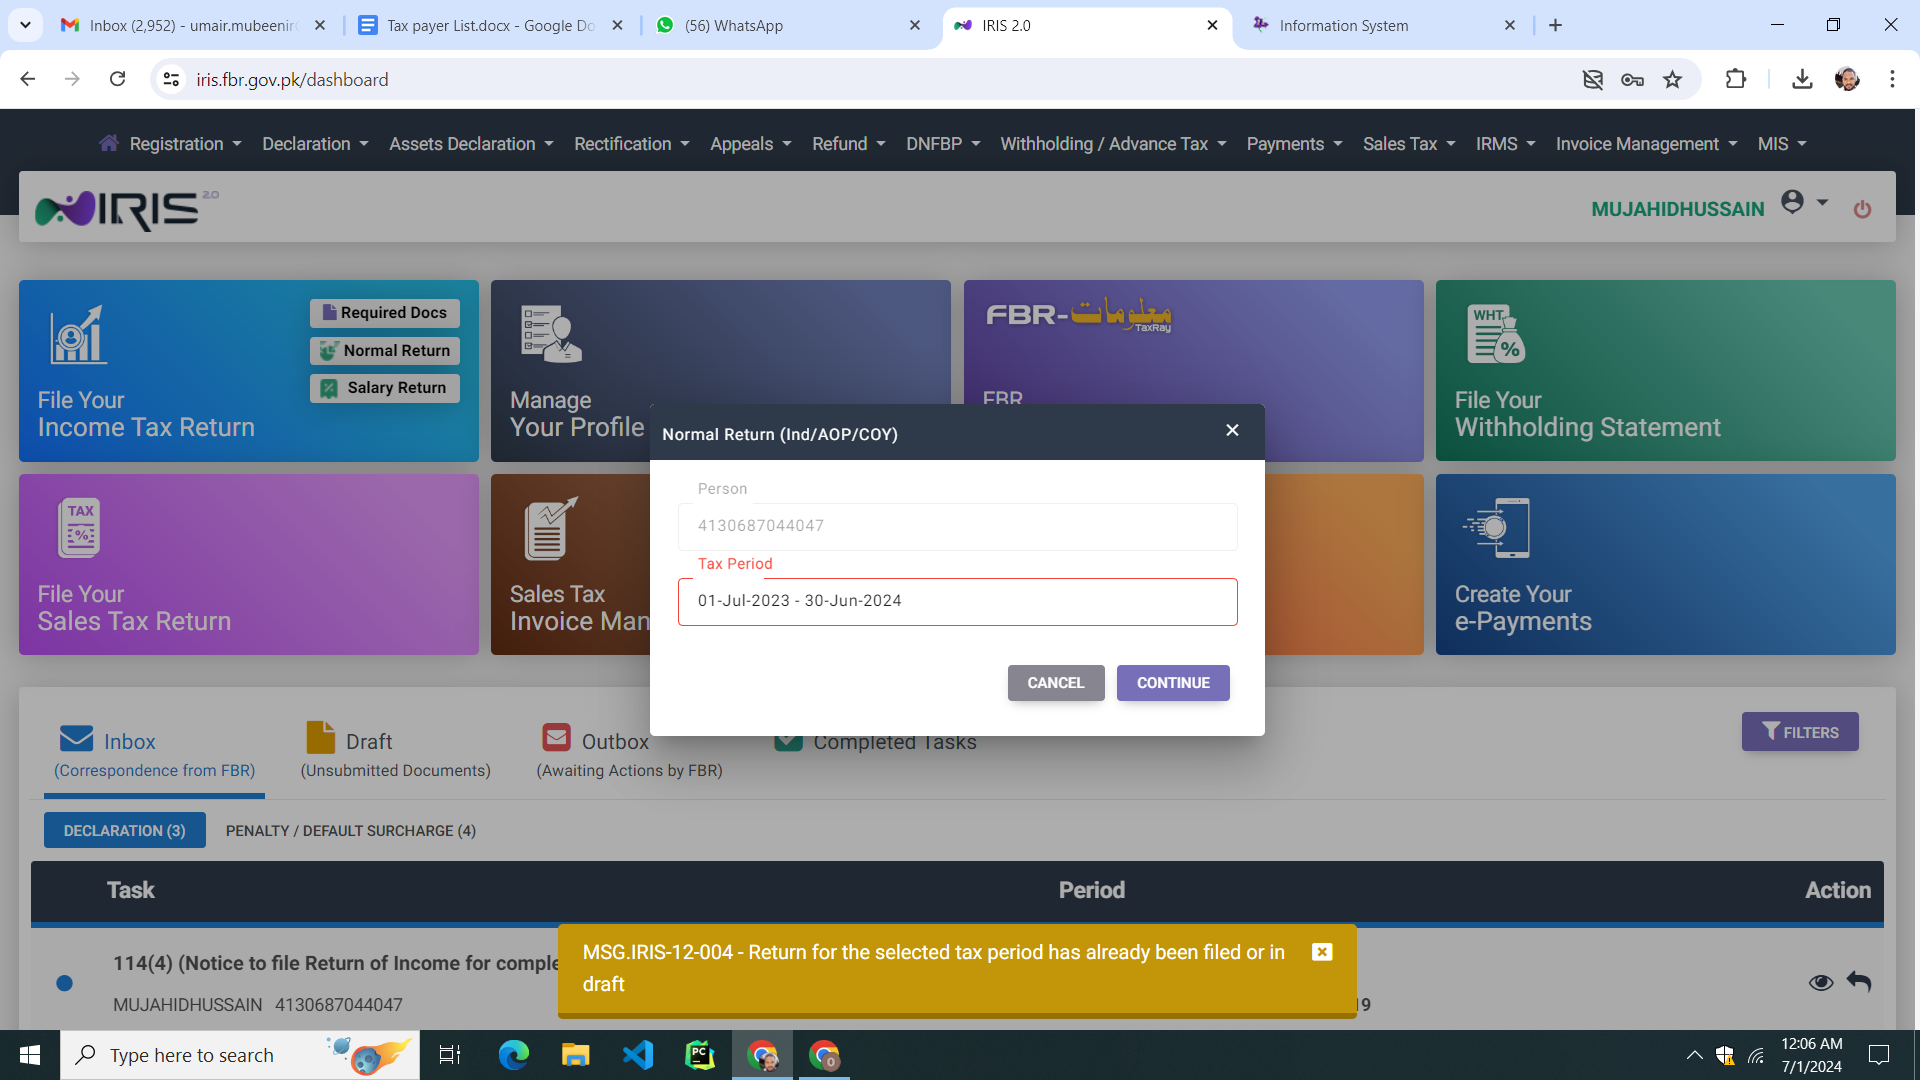 Inbox (2,952) - umair.mubeenir
Tax payer List.docx - Google Do
(56) WhatsApp
IRIS 2.0
Information System
iris.fbr.gov.pk/dashboard
Registration
Declaration
Assets Declaration
Rectification
Appeals
Refund
DNFBP
Withholding / Advance Tax
Payments
Sales Tax
IRMS
Invoice Management
MIS
IRIS 2.0
MUJAHIDHUSSAIN
Required Docs
Normal Return
Salary Return
File Your
Income Tax Return
Manage
Your Profile
FBR-معلومات
TaxRay
FBR
WHT
%
File Your
Withholding Statement
Normal Return (Ind/AOP/COY)
Person
4130687044047
Tax Period
01-Jul-2023 - 30-Jun-2024
CANCEL
CONTINUE
TAX
%
File Your
Sales Tax Return
Sales Tax
Invoice Man
Create Your
e-Payments
Inbox
(Correspondence from FBR)
Draft
(Unsubmitted Documents)
Outbox
(Awaiting Actions by FBR)
Completed Tasks
FILTERS
DECLARATION (3)
PENALTY / DEFAULT SURCHARGE (4)
Task
Period
Action
114(4) (Notice to file Return of Income for comple
MUJAHIDHUSSAIN 4130687044047
19
MSG.IRIS-12-004 - Return for the selected tax period has already been filed or in
draft
Type here to search
PC
0
12:06 AM
7/1/2024